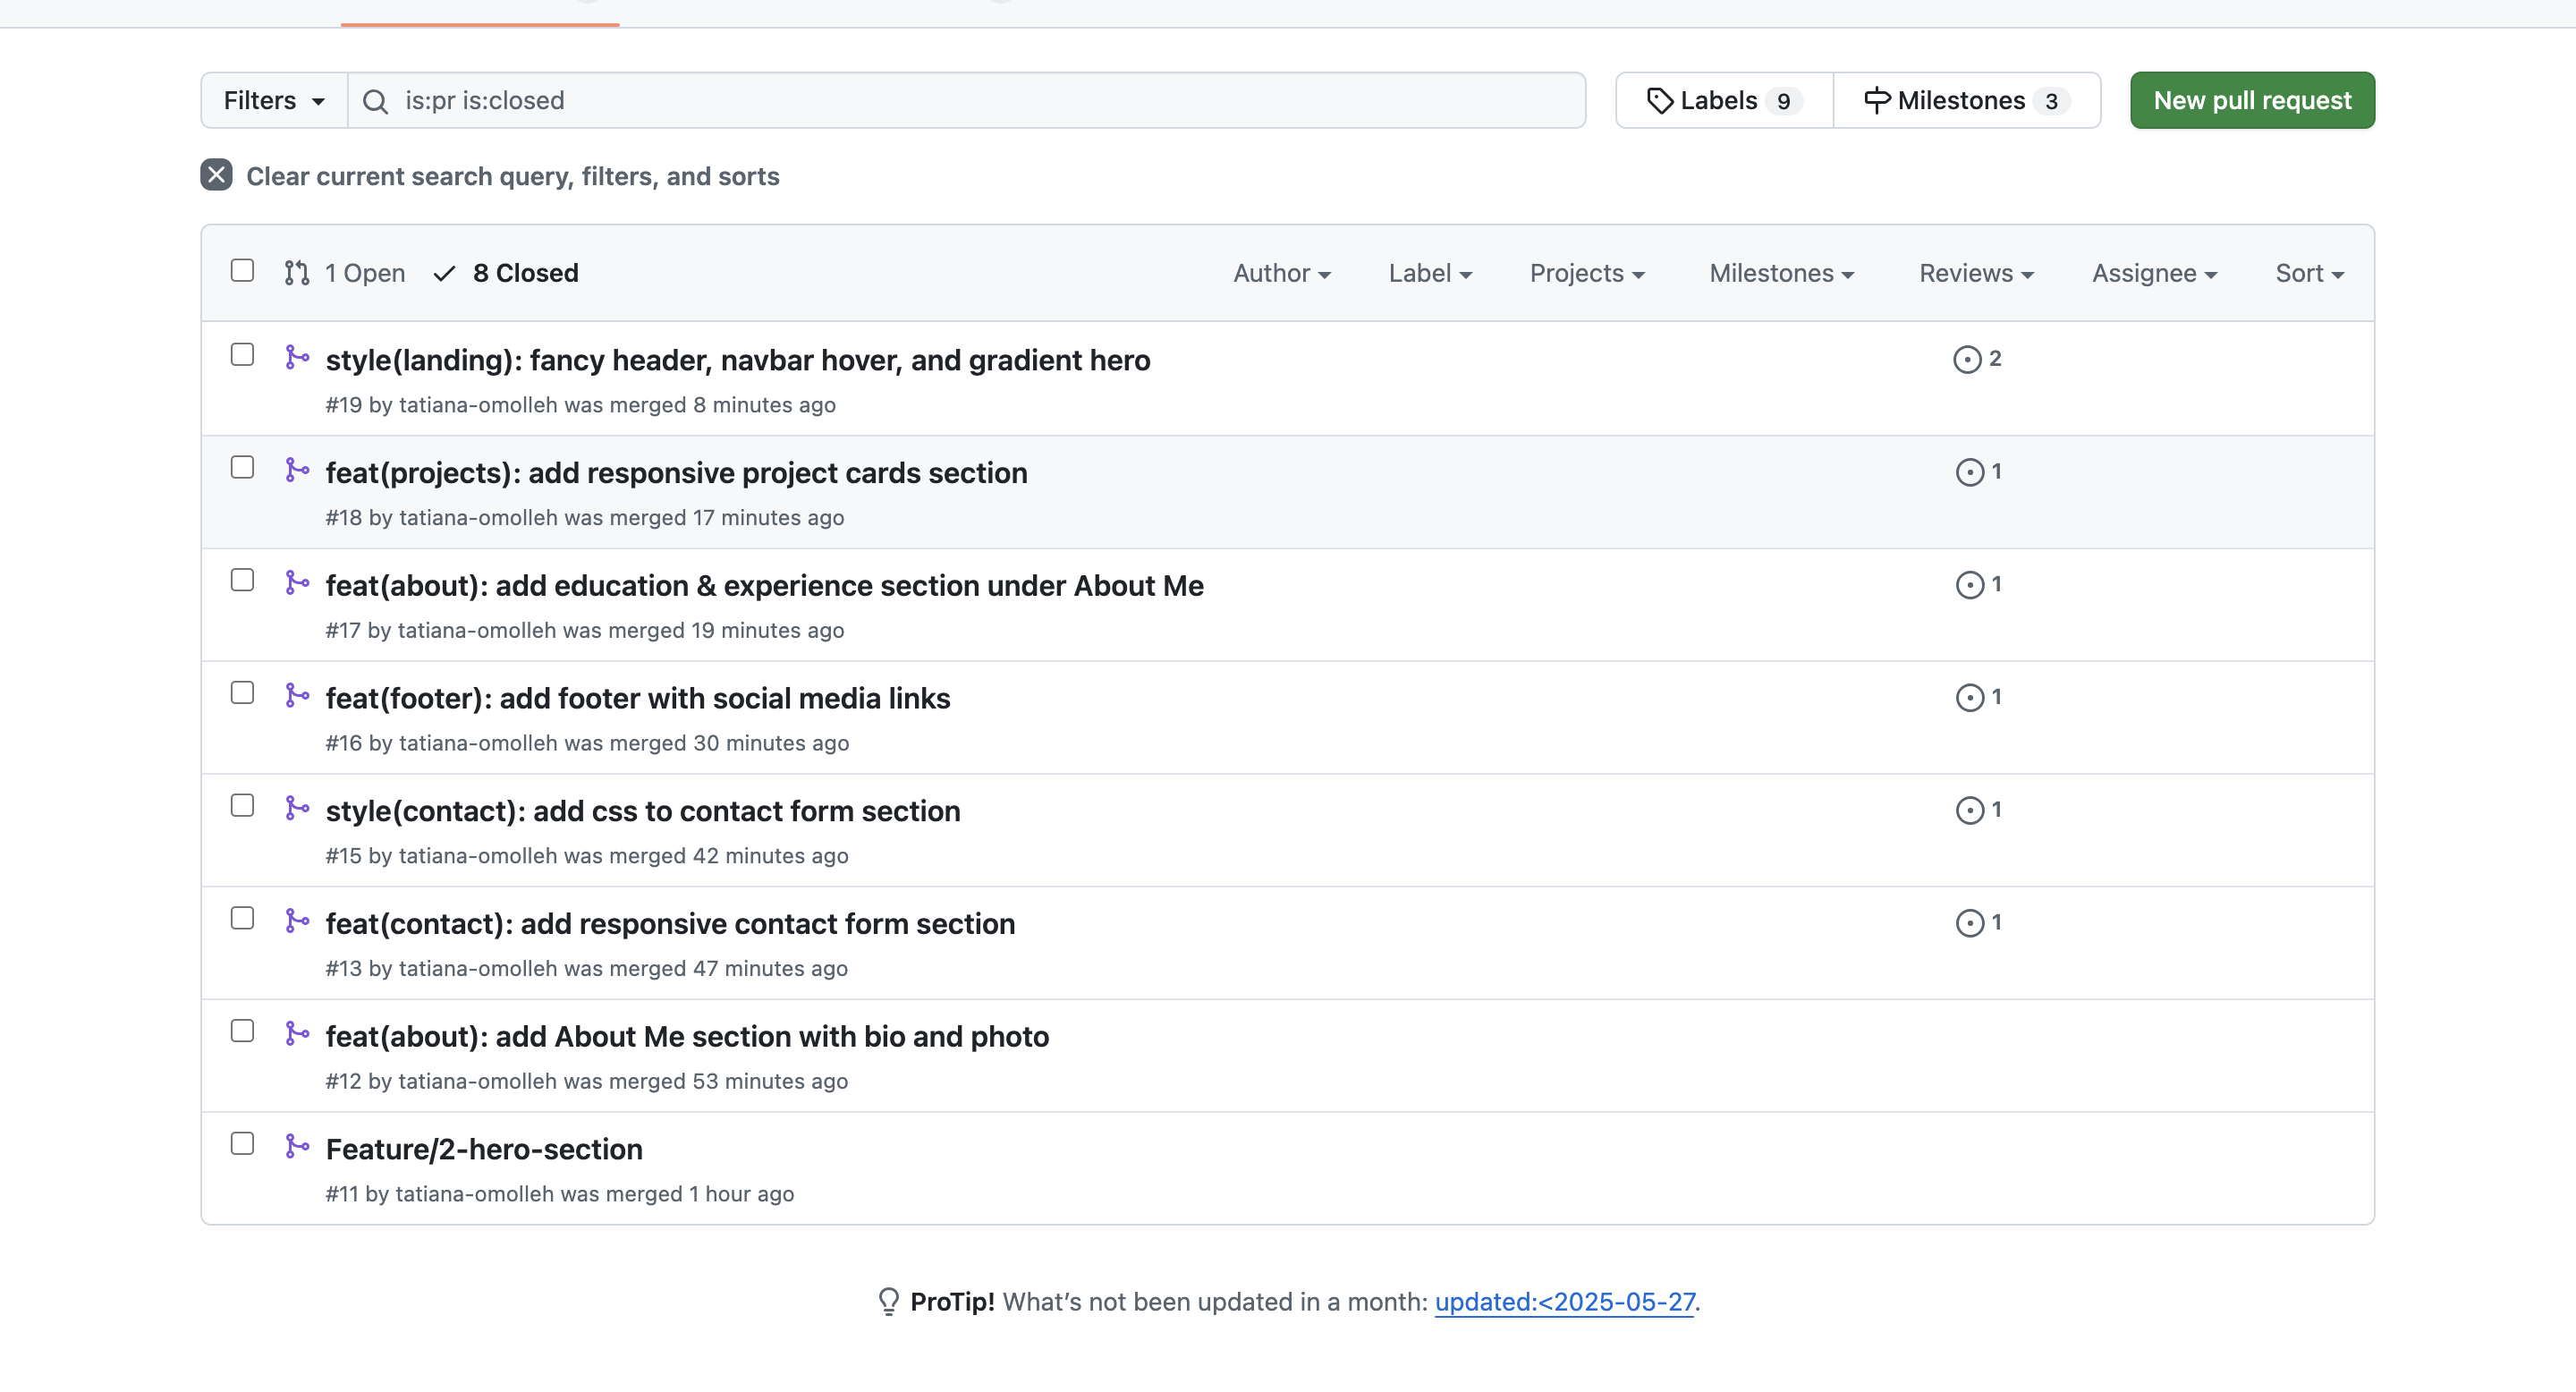 Filters
is:pr is:closed
Labels 9
Milestones 3
New pull request
Clear current search query, filters, and sorts
1 Open
8 Closed
Author
Label
Projects
Milestones
Reviews
Assignee
Sort
style(landing): fancy header, navbar hover, and gradient hero
2
#19 by tatiana-omolleh was merged 8 minutes ago
feat(projects): add responsive project cards section
1
#18 by tatiana-omolleh was merged 17 minutes ago
feat(about): add education & experience section under About Me
1
#17 by tatiana-omolleh was merged 19 minutes ago
feat(footer): add footer with social media links
1
#16 by tatiana-omolleh was merged 30 minutes ago
style(contact): add css to contact form section
1
#15 by tatiana-omolleh was merged 42 minutes ago
feat(contact): add responsive contact form section
1
#13 by tatiana-omolleh was merged 47 minutes ago
feat(about): add About Me section with bio and photo
#12 by tatiana-omolleh was merged 53 minutes ago
Feature/2-hero-section
#11 by tatiana-omolleh was merged 1 hour ago
ProTip! What’s not been updated in a month: updated:<2025-05-27.